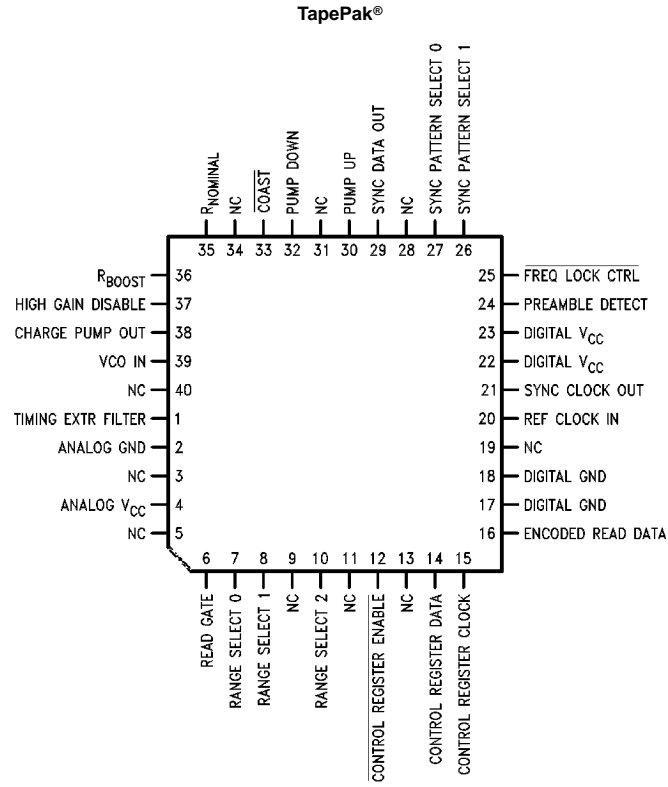 TapePak®
R_NOMINAL
NC
COAST
PUMP DOWN
NC
PUMP UP
SYNC DATA OUT
NC
SYNC PATTERN SELECT 0
SYNC PATTERN SELECT 1
35 34 33 32 31 30 29 28 27 26
R_BOOST 36
HIGH GAIN DISABLE 37
CHARGE PUMP OUT 38
VCO IN 39
NC 40
TIMING EXTR FILTER 1
ANALOG GND 2
NC 3
ANALOG V_CC 4
NC 5
25 FREQ LOCK CTRL
24 PREAMBLE DETECT
23 DIGITAL V_CC
22 DIGITAL V_CC
21 SYNC CLOCK OUT
20 REF CLOCK IN
19 NC
18 DIGITAL GND
17 DIGITAL GND
16 ENCODED READ DATA
6 7 8 9 10 11 12 13 14 15
READ GATE
RANGE SELECT 0
RANGE SELECT 1
NC
RANGE SELECT 2
NC
CONTROL REGISTER ENABLE
NC
CONTROL REGISTER DATA
CONTROL REGISTER CLOCK